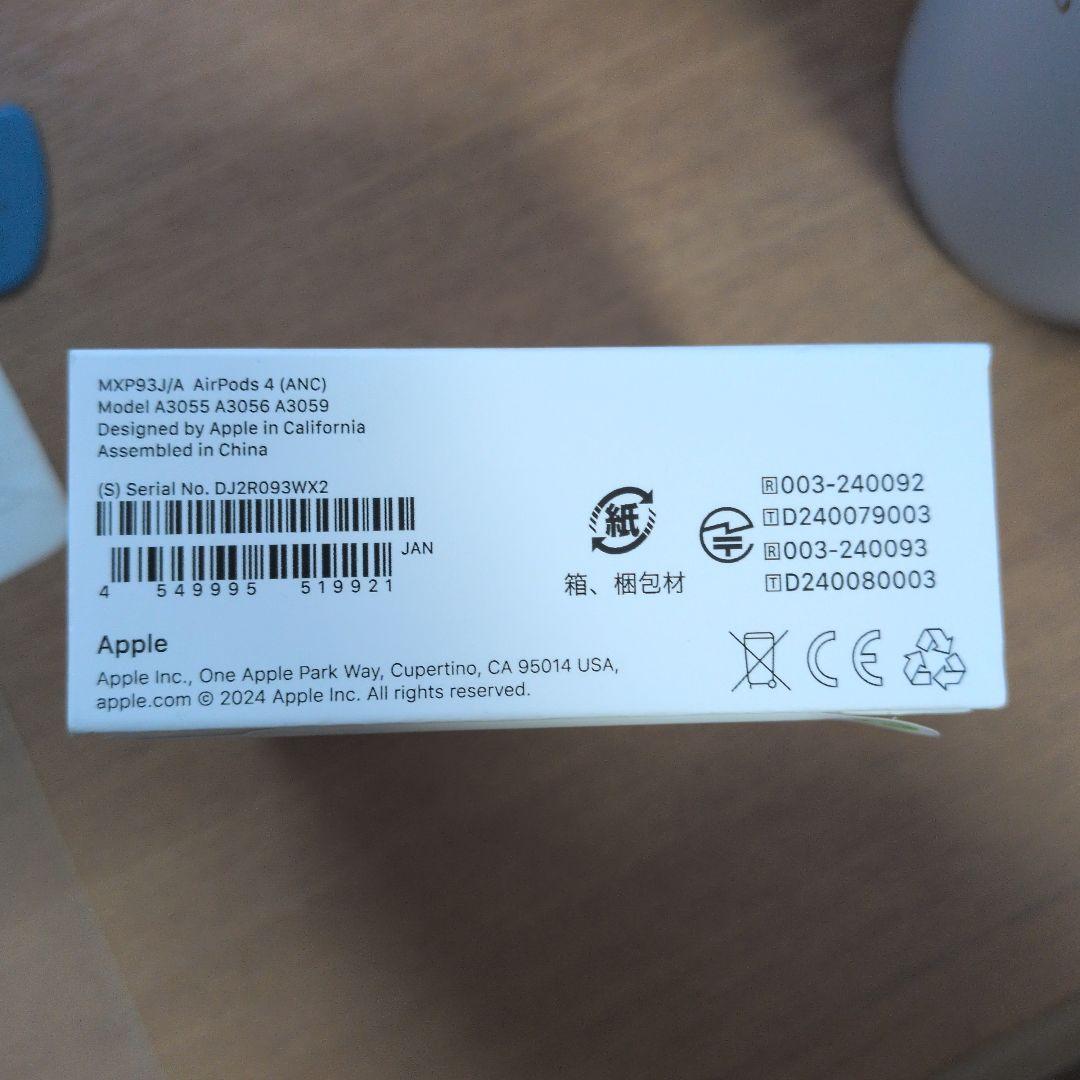 MXP93J/A AirPods 4 (ANC)
Model A3055 A3056 A3059
Designed by Apple in California
Assembled in China
(S) Serial No. DJ2R093WX2
JAN
4 549995 519921
Apple
Apple Inc., One Apple Park Way, Cupertino, CA 95014 USA,
apple.com © 2024 Apple Inc. All rights reserved.
紙
箱、梱包材
🅁003-240092
🅃D240079003
🅁003-240093
🅃D240080003
CE